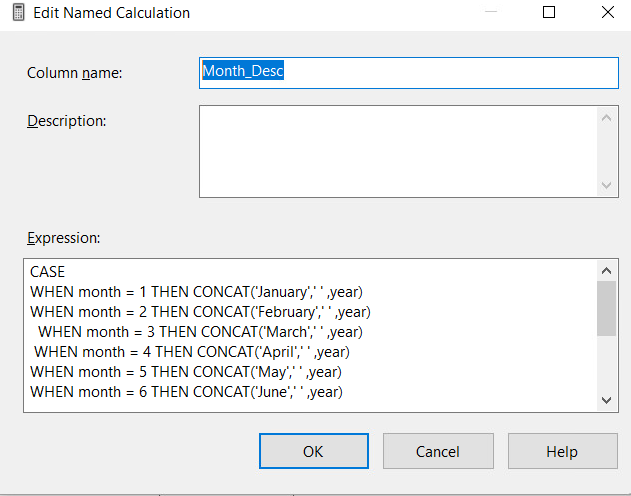 Edit Named Calculation
Column name:
Month_Desc
Description:
Expression:
CASE
WHEN month = 1 THEN CONCAT('January',' ' ,year)
WHEN month = 2 THEN CONCAT('February',' ' ,year)
WHEN month = 3 THEN CONCAT('March',' ' ,year)
WHEN month = 4 THEN CONCAT('April',' ' ,year)
WHEN month = 5 THEN CONCAT('May',' ' ,year)
WHEN month = 6 THEN CONCAT('June',' ' ,year)
OK Cancel Help